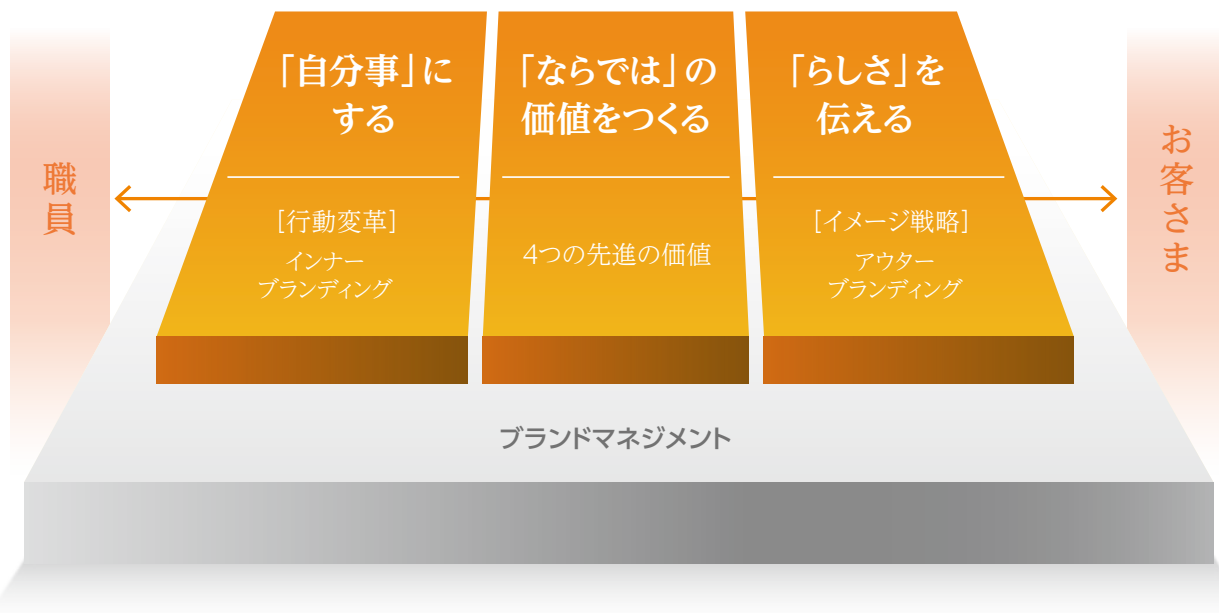 職員
「自分事」に
する
[行動変革]
インナー
ブランディング
「ならでは」の
価値をつくる
4つの先進の価値
「らしさ」を
伝える
[イメージ戦略]
アウター
ブランディング
お客さま
ブランドマネジメント